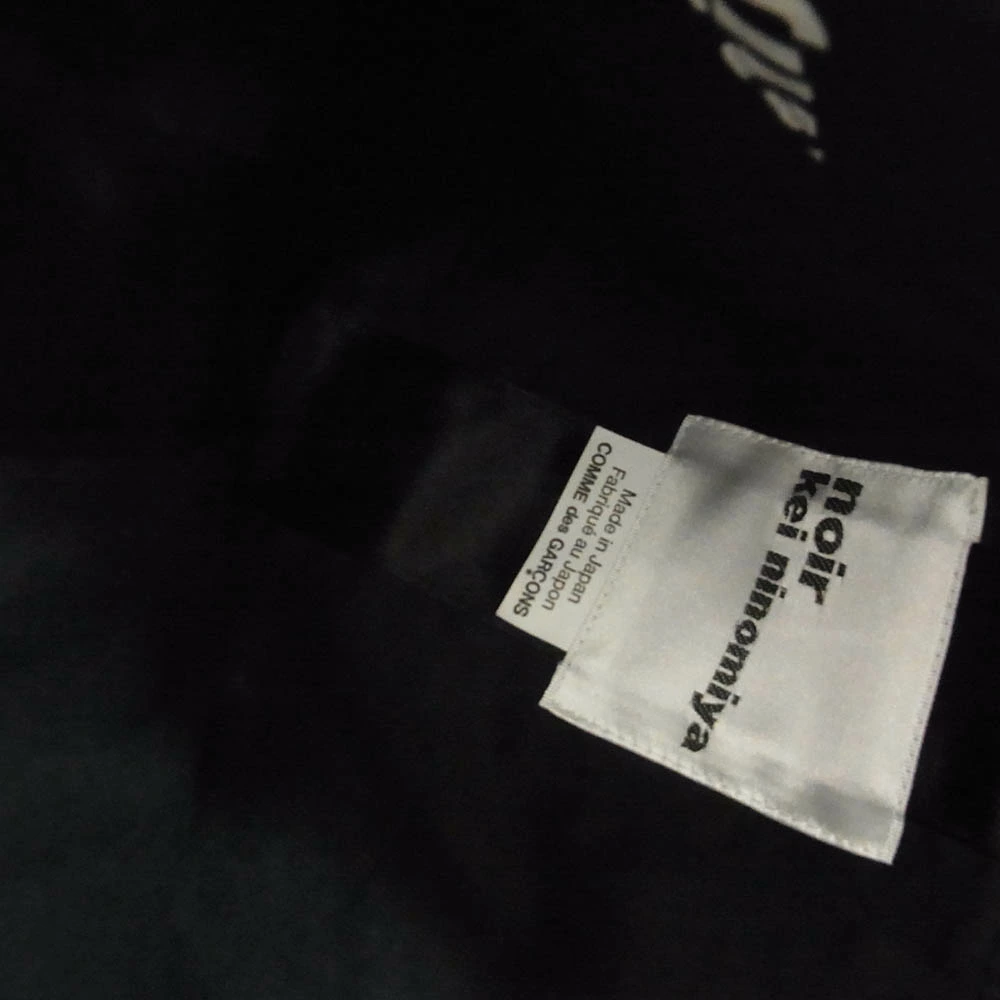 noir
kei ninomiya
Made in Japan
Fabriqué au Japon
COMME des GARÇONS